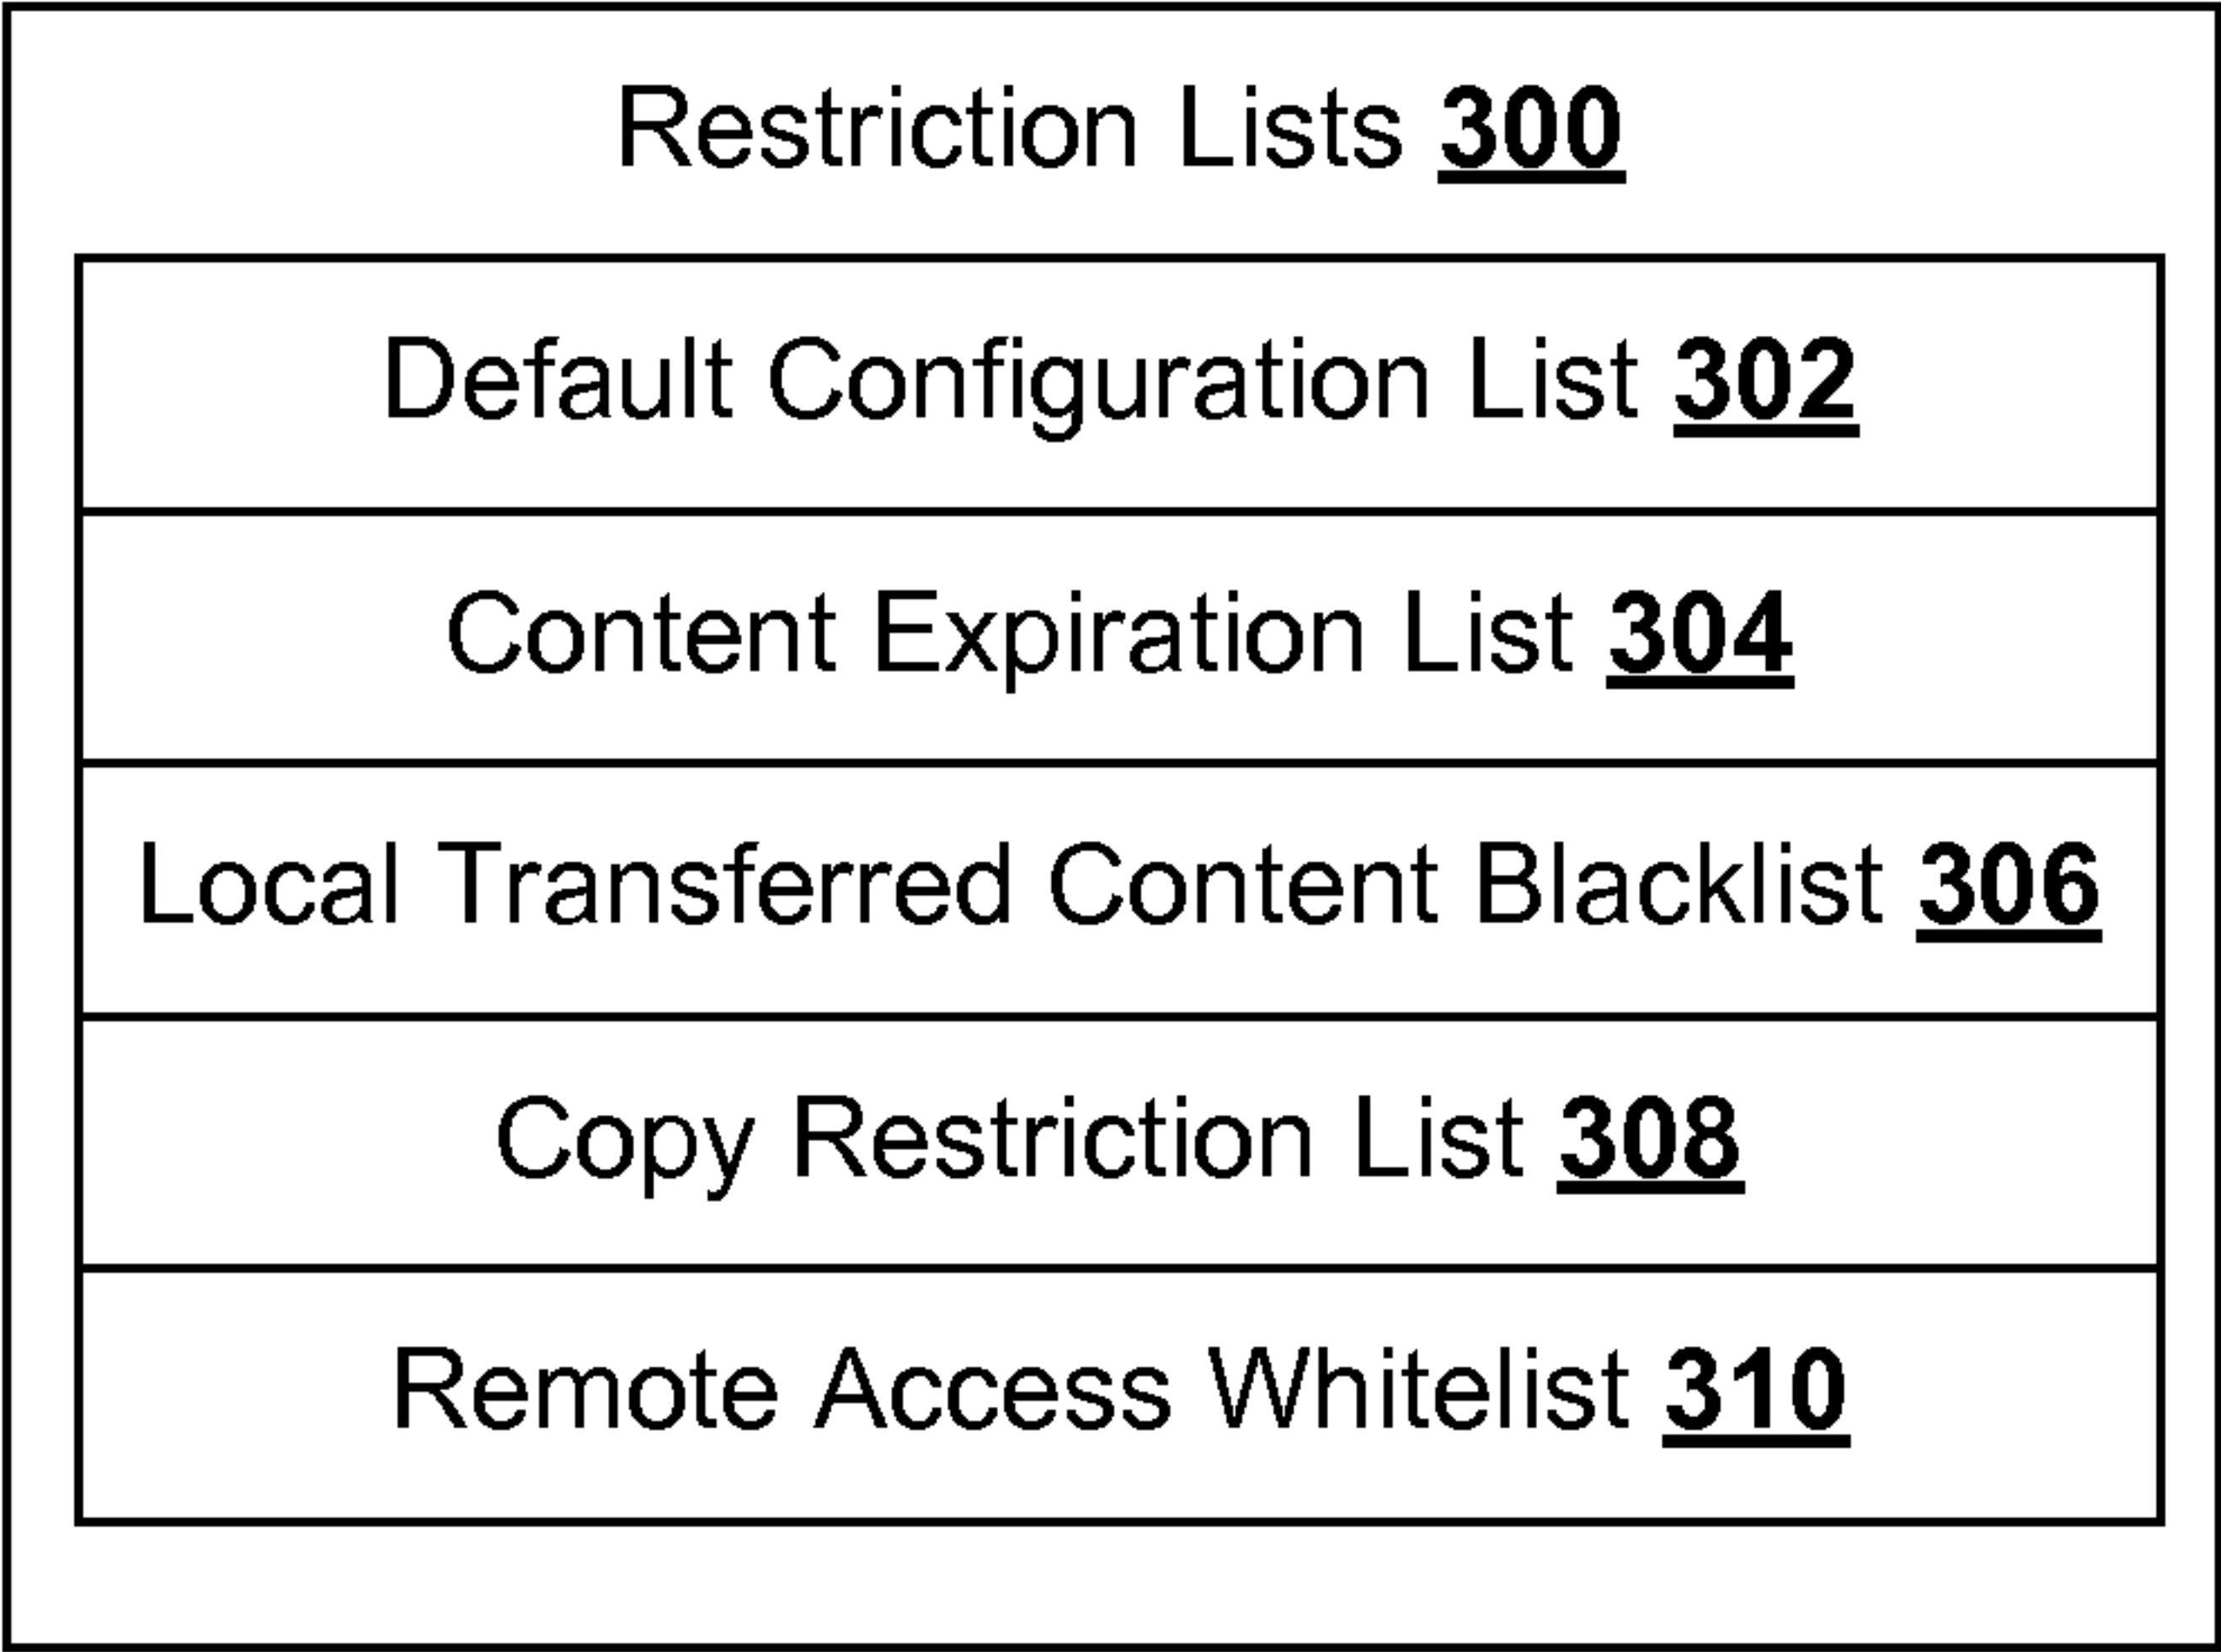 Restriction Lists 300
Default Configuration List 302
Content Expiration List 304
Local Transferred Content Blacklist 306
Copy Restriction List 308
Remote Access Whitelist 310